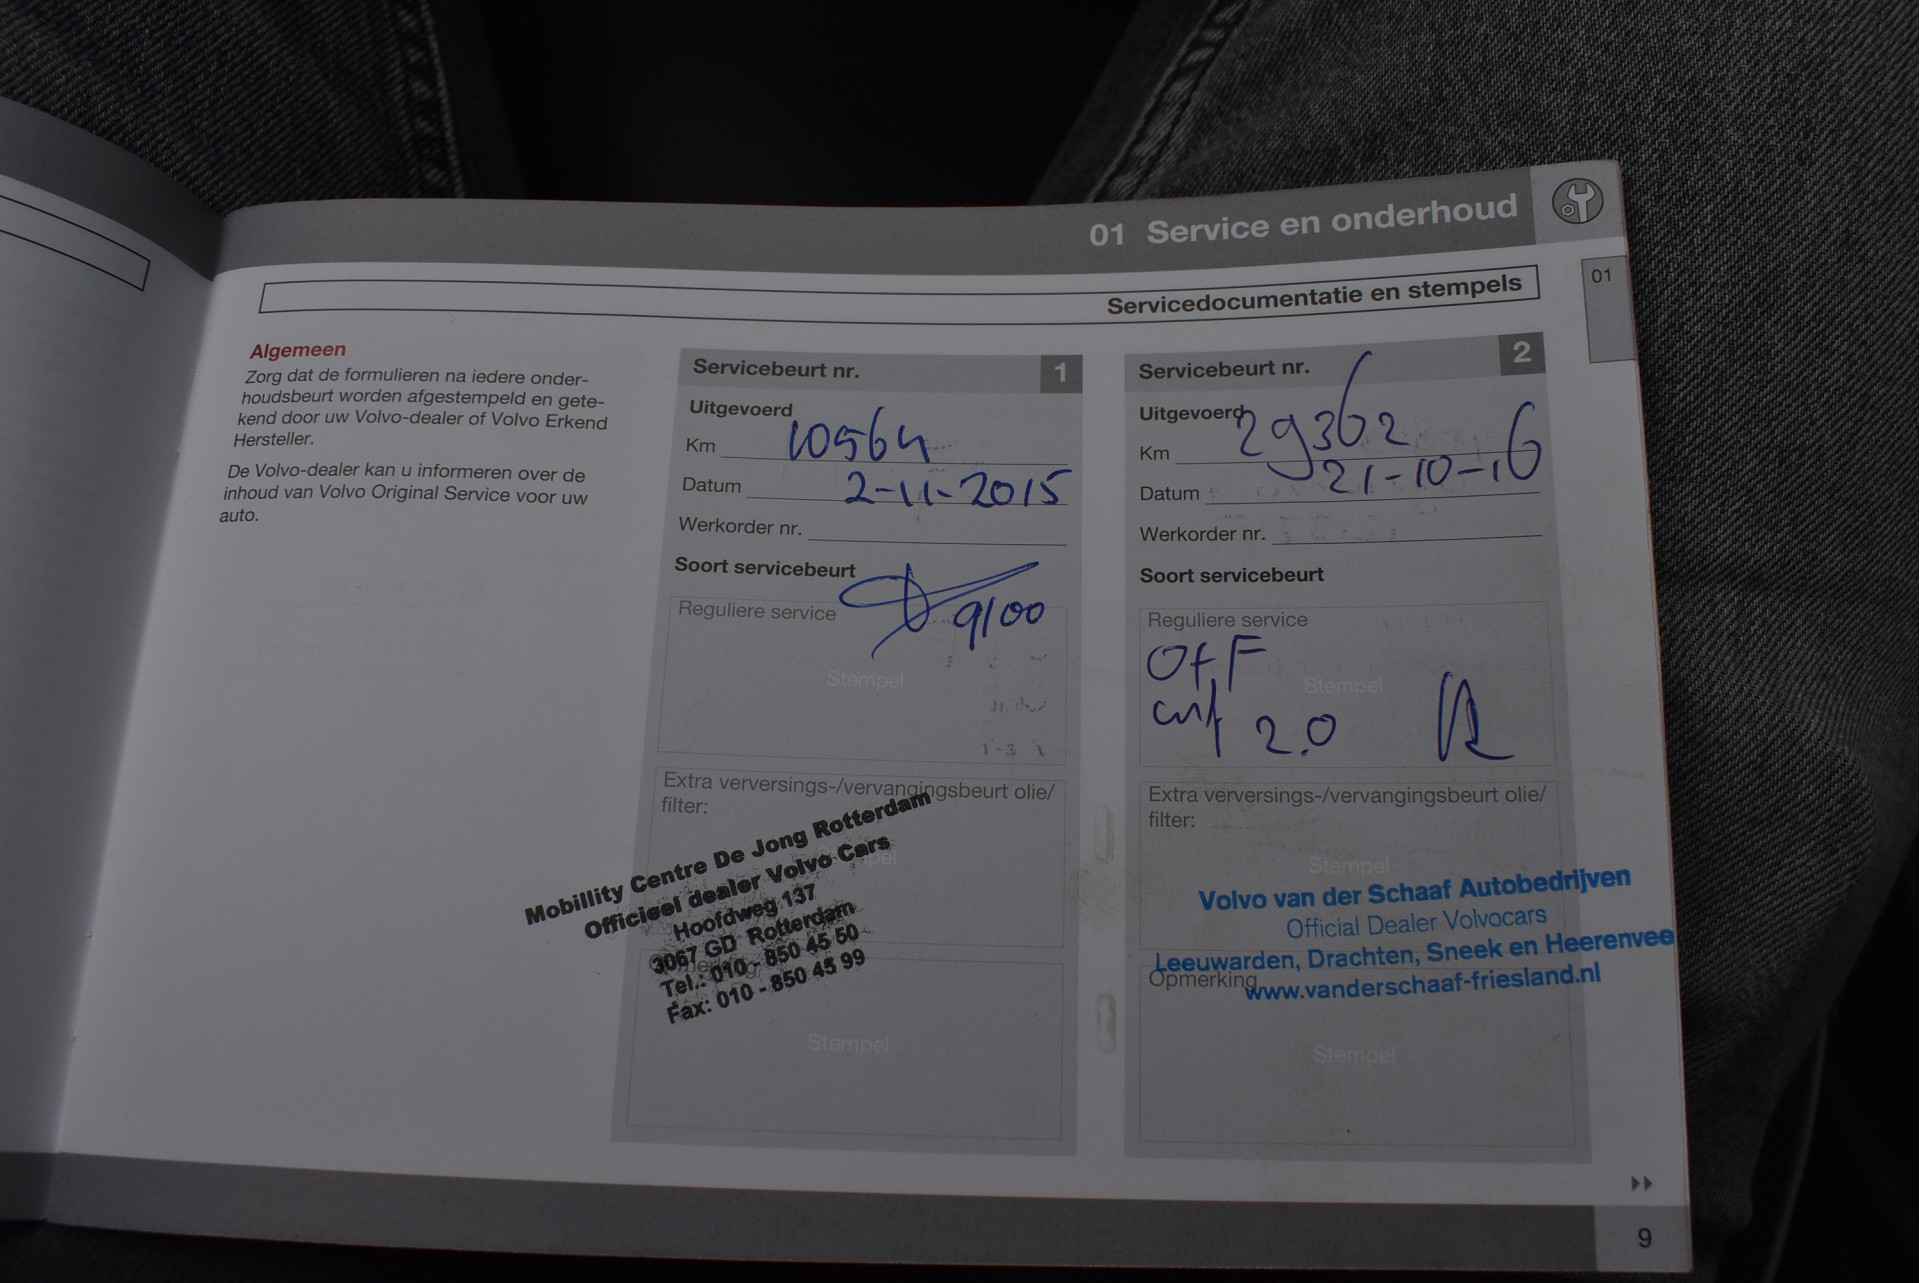 01 Service en onderhoud
Servicedocumentatie en stempels
01
Algemeen
Zorg dat de formulieren na iedere onder-
houdsbeurt worden afgestempeld en gete-
kend door uw Volvo-dealer of Volvo Erkend
Hersteller.
De Volvo-dealer kan u informeren over de
inhoud van Volvo Original Service voor uw
auto.
Servicebeurt nr. 1
Uitgevoerd
Km 10564
Datum 2-11-2015
Werkorder nr.
Soort servicebeurt
Reguliere service
9100
Stempel
Extra verversings-/vervangingsbeurt olie/
filter:
Mobillity Centre De Jong Rotterdam
Officieel dealer Volvo Cars
Hoofdweg 137
3067 GD Rotterdam
Tel.: 010 - 850 45 50
Fax: 010 - 850 45 99
Stempel
Servicebeurt nr. 2
Uitgevoerd
Km 29362
Datum 21-10-16
Werkorder nr.
Soort servicebeurt
Reguliere service
Stempel
2.0
Extra verversings-/vervangingsbeurt olie/
filter:
Stempel
Volvo van der Schaaf Autobedrijven
Official Dealer Volvocars
Leeuwarden, Drachten, Sneek en Heerenvee
Opmerking
www.vanderschaaf-friesland.nl
Stempel
9